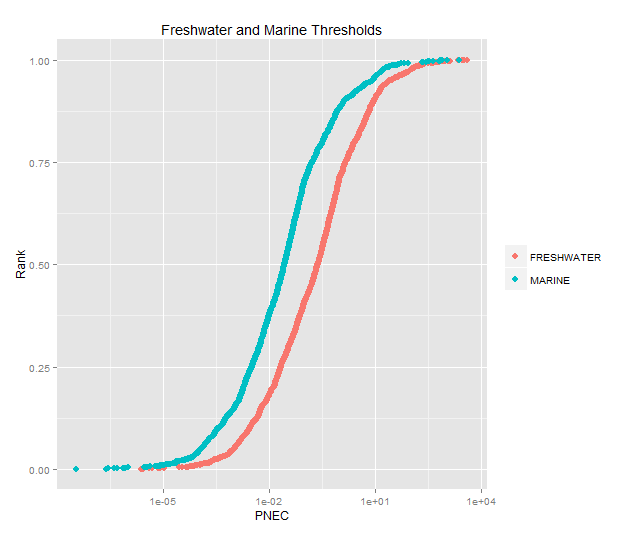 Freshwater and Marine Thresholds
Rank
1.00
0.75
0.50
0.25
0.00
1e-05
1e-02
1e+01
1e+04
PNEC
FRESHWATER
MARINE